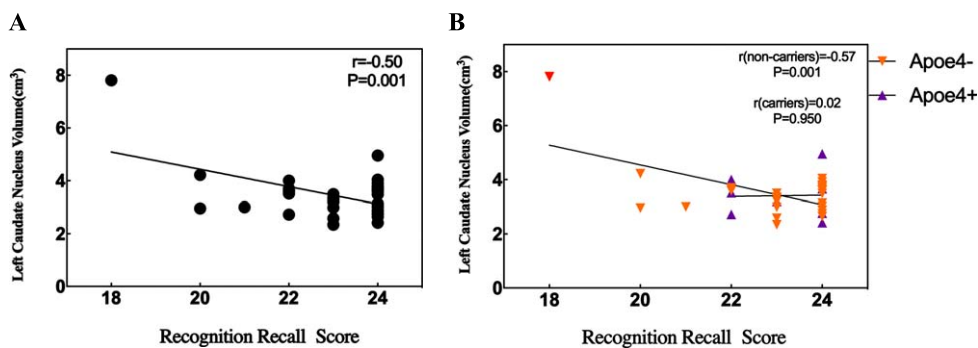 A
Left Caudate Nucleus Volume(cm³)
8
6
4
2
0
r=-0.50
P=0.001
18
20
22
24
Recognition Recall Score
B
Left Caudate Nucleus Volume(cm³)
8
6
4
2
0
r(non-carriers)=-0.57
P=0.001
r(carriers)=0.02
P=0.950
18
20
22
24
Recognition Recall Score
Apoe4-
Apoe4+